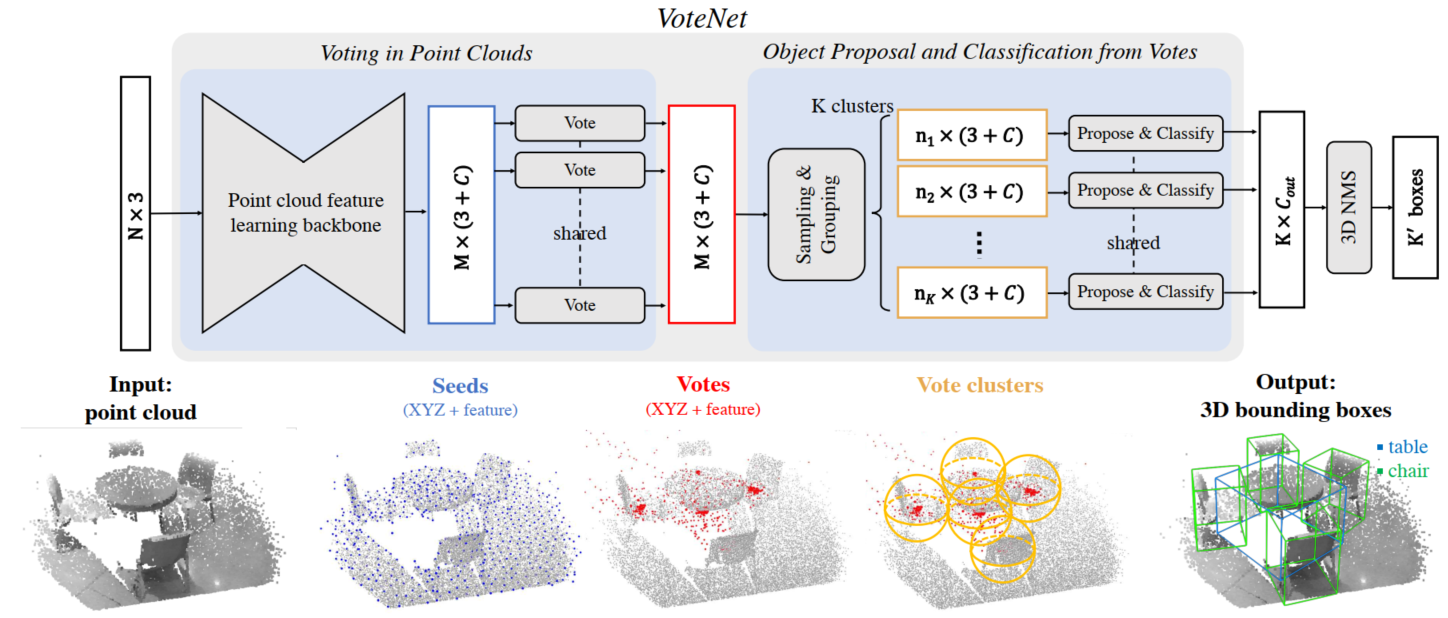 VoteNet
Voting in Point Clouds
Object Proposal and Classification from Votes
N × 3
Point cloud feature
learning backbone
M × (3 + C)
Vote
Vote
shared
Vote
M × (3 + C)
Sampling &
Grouping
K clusters
n₁ × (3 + C)
n₂ × (3 + C)
⋮
n_K × (3 + C)
Propose & Classify
Propose & Classify
shared
Propose & Classify
K × C_out
3D NMS
K′ boxes
Input:
point cloud
Seeds
(XYZ + feature)
Votes
(XYZ + feature)
Vote clusters
Output:
3D bounding boxes
table
chair